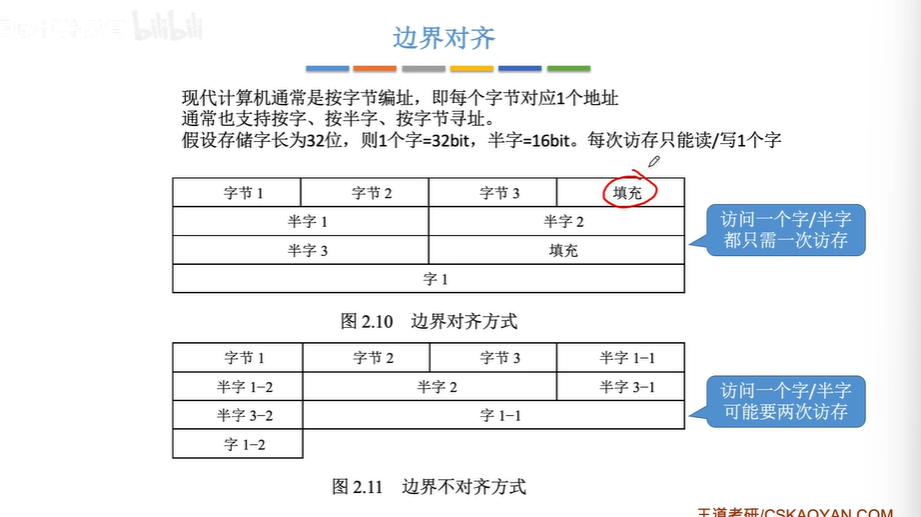 bilibili
边界对齐
现代计算机通常是按字节编址，即每个字节对应1个地址
通常也支持按字、按半字、按字节寻址。
假设存储字长为32位，则1个字=32bit，半字=16bit。每次访存只能读/写1个字
字节 1 字节 2 字节 3 填充
半字 1 半字 2
半字 3 填充
字 1
访问一个字/半字
都只需一次访存
图 2.10 边界对齐方式
字节 1 字节 2 字节 3 半字 1−1
半字 1−2 半字 2 半字 3−1
半字 3−2 字 1−1
字 1−2
访问一个字/半字
可能要两次访存
图 2.11 边界不对齐方式
王道考研/CSKAOYAN.COM